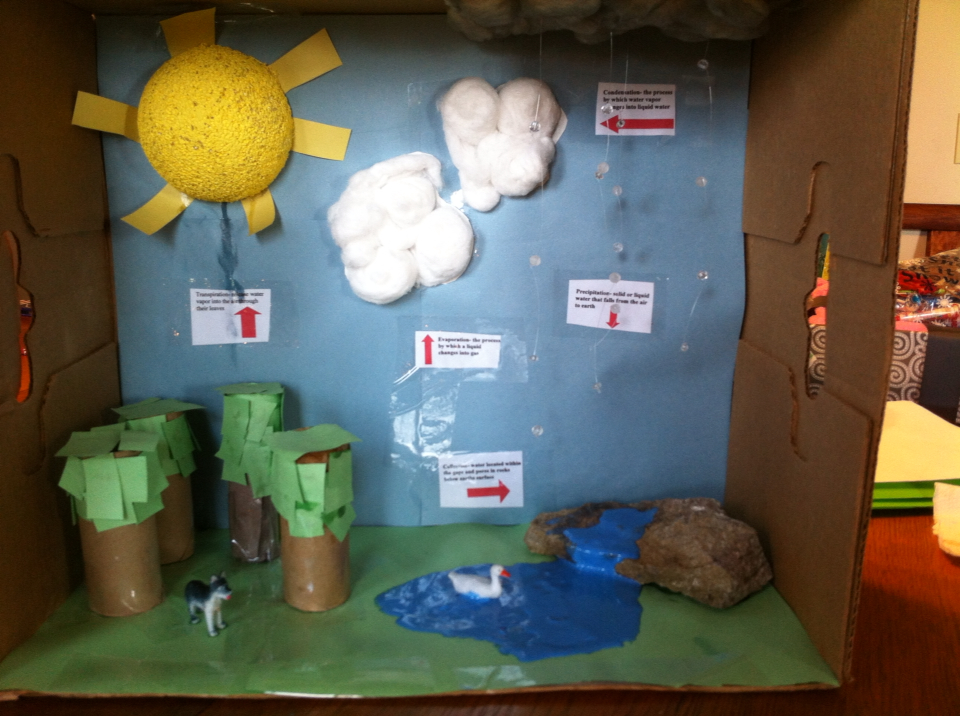 Condensation- the process
by which water vapor
changes into liquid water
Transpiration- release water
vapor into the air through
their leaves
Precipitation- solid or liquid
water that falls from the air
to earth
Evaporation- the process
by which a liquid
changes into gas
Collection- water located within
the gaps and pores in rocks
below earths surface